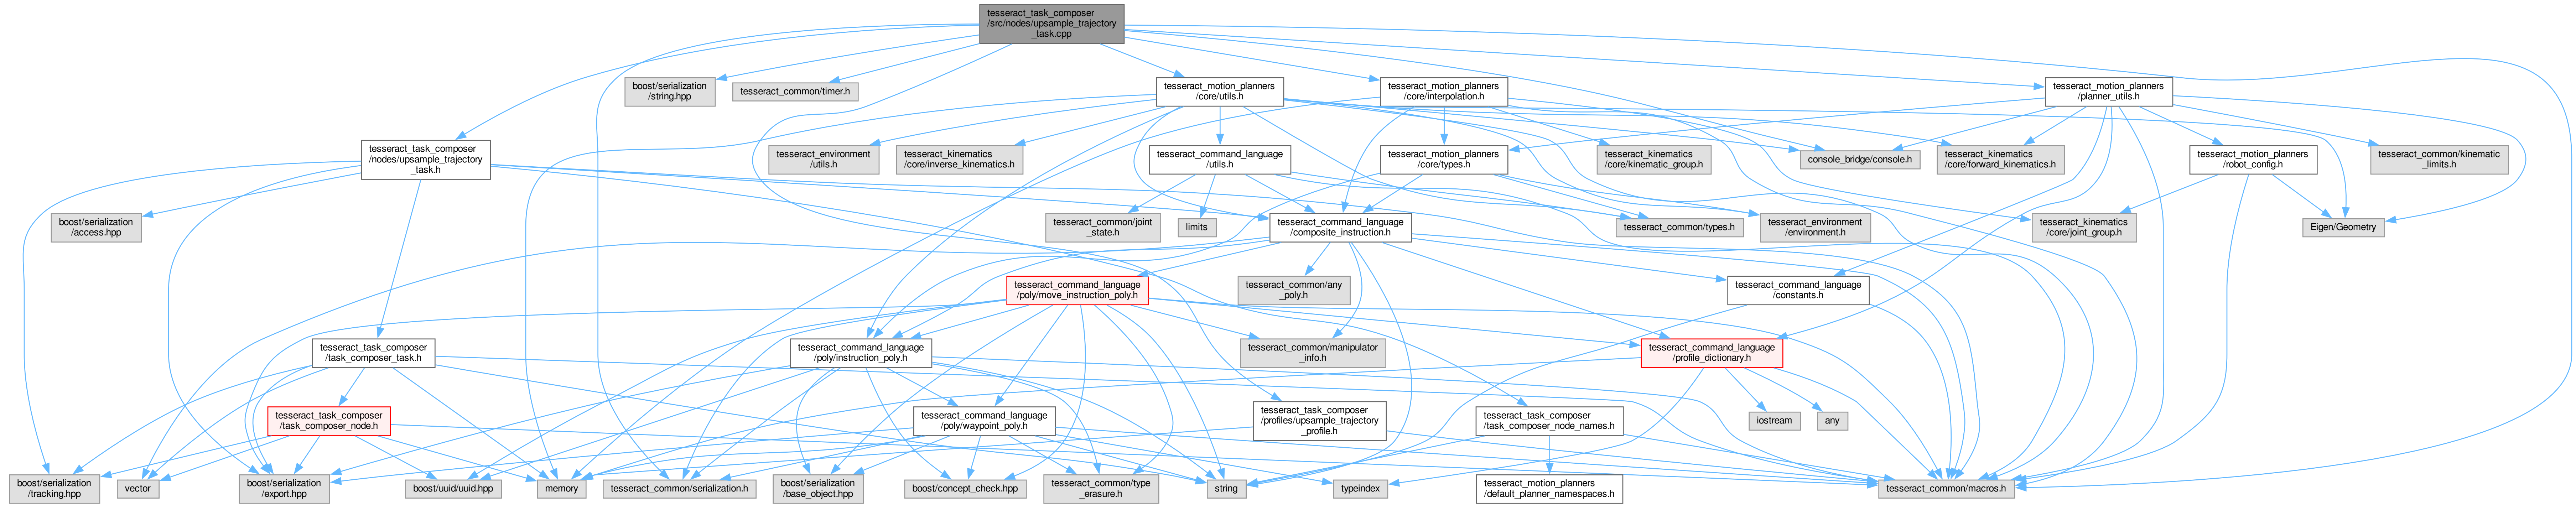 tesseract_task_composer
/src/nodes/upsample_trajectory
_task.cpp
boost/serialization
/string.hpp
tesseract_common/timer.h
tesseract_motion_planners
/core/utils.h
tesseract_motion_planners
/core/interpolation.h
tesseract_motion_planners
/planner_utils.h
tesseract_task_composer
/nodes/upsample_trajectory
_task.h
tesseract_environment
/utils.h
tesseract_kinematics
/core/inverse_kinematics.h
tesseract_command_language
/utils.h
tesseract_motion_planners
/core/types.h
tesseract_kinematics
/core/kinematic_group.h
console_bridge/console.h
tesseract_kinematics
/core/forward_kinematics.h
tesseract_motion_planners
/robot_config.h
tesseract_common/kinematic
_limits.h
boost/serialization
/access.hpp
tesseract_common/joint
_state.h
limits
tesseract_command_language
/composite_instruction.h
tesseract_common/types.h
tesseract_environment
/environment.h
tesseract_kinematics
/core/joint_group.h
Eigen/Geometry
tesseract_command_language
/poly/move_instruction_poly.h
tesseract_common/any
_poly.h
tesseract_command_language
/constants.h
tesseract_task_composer
/task_composer_task.h
tesseract_command_language
/poly/instruction_poly.h
tesseract_common/manipulator
_info.h
tesseract_command_language
/profile_dictionary.h
tesseract_task_composer
/task_composer_node.h
tesseract_command_language
/poly/waypoint_poly.h
tesseract_task_composer
/profiles/upsample_trajectory
_profile.h
tesseract_task_composer
/task_composer_node_names.h
iostream
any
boost/serialization
/tracking.hpp
vector
boost/serialization
/export.hpp
boost/uuid/uuid.hpp
memory
tesseract_common/serialization.h
boost/serialization
/base_object.hpp
boost/concept_check.hpp
tesseract_common/type
_erasure.h
string
typeindex
tesseract_motion_planners
/default_planner_namespaces.h
tesseract_common/macros.h